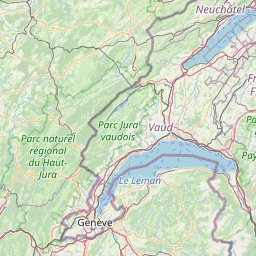 Neuchâtel
Parc Jura
vaudois
Vaud
Parc naturel
régional
du Haut-
Jura
Le Léman
Genève